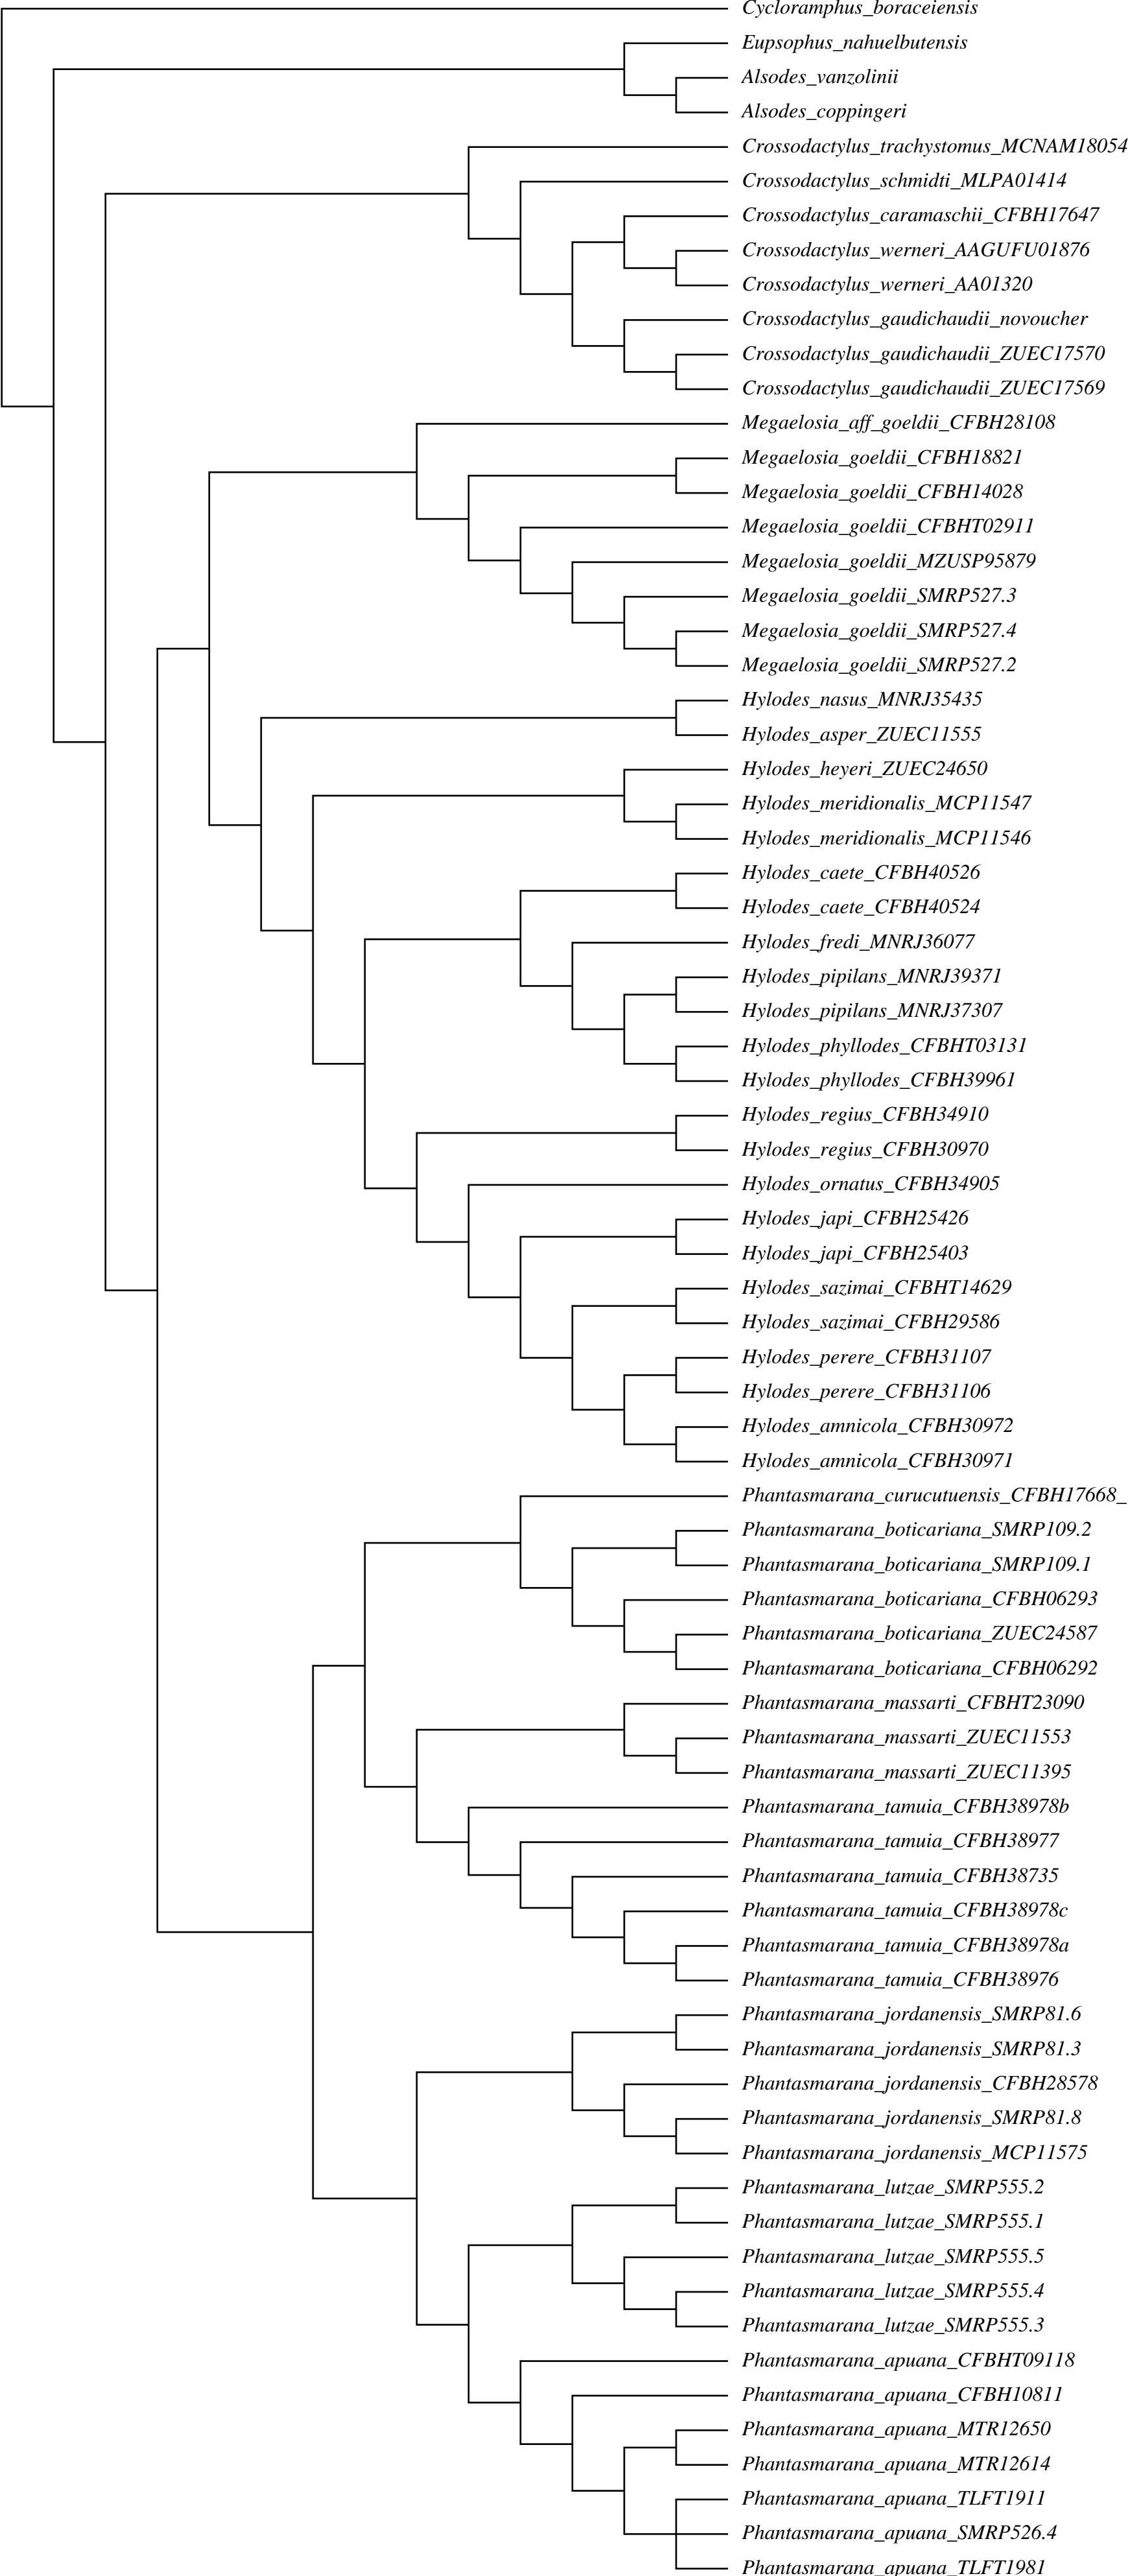 Cycloramphus_boraceiensis
Eupsophus_nahuelbutensis
Alsodes_vanzolinii
Alsodes_coppingeri
Crossodactylus_trachystomus_MCNAM18054
Crossodactylus_schmidti_MLPA01414
Crossodactylus_caramaschii_CFBH17647
Crossodactylus_werneri_AAGUFU01876
Crossodactylus_werneri_AA01320
Crossodactylus_gaudichaudii_novoucher
Crossodactylus_gaudichaudii_ZUEC17570
Crossodactylus_gaudichaudii_ZUEC17569
Megaelosia_aff_goeldii_CFBH28108
Megaelosia_goeldii_CFBH18821
Megaelosia_goeldii_CFBH14028
Megaelosia_goeldii_CFBHT02911
Megaelosia_goeldii_MZUSP95879
Megaelosia_goeldii_SMRP527.3
Megaelosia_goeldii_SMRP527.4
Megaelosia_goeldii_SMRP527.2
Hylodes_nasus_MNRJ35435
Hylodes_asper_ZUEC11555
Hylodes_heyeri_ZUEC24650
Hylodes_meridionalis_MCP11547
Hylodes_meridionalis_MCP11546
Hylodes_caete_CFBH40526
Hylodes_caete_CFBH40524
Hylodes_fredi_MNRJ36077
Hylodes_pipilans_MNRJ39371
Hylodes_pipilans_MNRJ37307
Hylodes_phyllodes_CFBHT03131
Hylodes_phyllodes_CFBH39961
Hylodes_regius_CFBH34910
Hylodes_regius_CFBH30970
Hylodes_ornatus_CFBH34905
Hylodes_japi_CFBH25426
Hylodes_japi_CFBH25403
Hylodes_sazimai_CFBHT14629
Hylodes_sazimai_CFBH29586
Hylodes_perere_CFBH31107
Hylodes_perere_CFBH31106
Hylodes_amnicola_CFBH30972
Hylodes_amnicola_CFBH30971
Phantasmarana_curucutuensis_CFBH17668_
Phantasmarana_boticariana_SMRP109.2
Phantasmarana_boticariana_SMRP109.1
Phantasmarana_boticariana_CFBH06293
Phantasmarana_boticariana_ZUEC24587
Phantasmarana_boticariana_CFBH06292
Phantasmarana_massarti_CFBHT23090
Phantasmarana_massarti_ZUEC11553
Phantasmarana_massarti_ZUEC11395
Phantasmarana_tamuia_CFBH38978b
Phantasmarana_tamuia_CFBH38977
Phantasmarana_tamuia_CFBH38735
Phantasmarana_tamuia_CFBH38978c
Phantasmarana_tamuia_CFBH38978a
Phantasmarana_tamuia_CFBH38976
Phantasmarana_jordanensis_SMRP81.6
Phantasmarana_jordanensis_SMRP81.3
Phantasmarana_jordanensis_CFBH28578
Phantasmarana_jordanensis_SMRP81.8
Phantasmarana_jordanensis_MCP11575
Phantasmarana_lutzae_SMRP555.2
Phantasmarana_lutzae_SMRP555.1
Phantasmarana_lutzae_SMRP555.5
Phantasmarana_lutzae_SMRP555.4
Phantasmarana_lutzae_SMRP555.3
Phantasmarana_apuana_CFBHT09118
Phantasmarana_apuana_CFBH10811
Phantasmarana_apuana_MTR12650
Phantasmarana_apuana_MTR12614
Phantasmarana_apuana_TLFT1911
Phantasmarana_apuana_SMRP526.4
Phantasmarana_apuana_TLFT1981